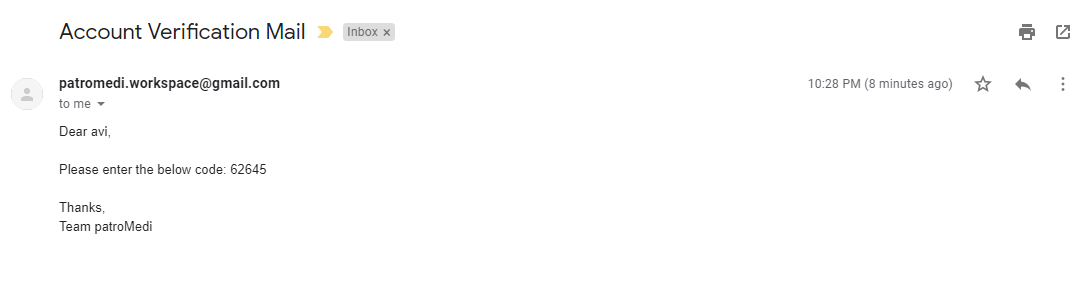 Account Verification Mail
Inbox ×
patromedi.workspace@gmail.com
10:28 PM (8 minutes ago)
to me
Dear avi,
Please enter the below code: 62645
Thanks,
Team patroMedi